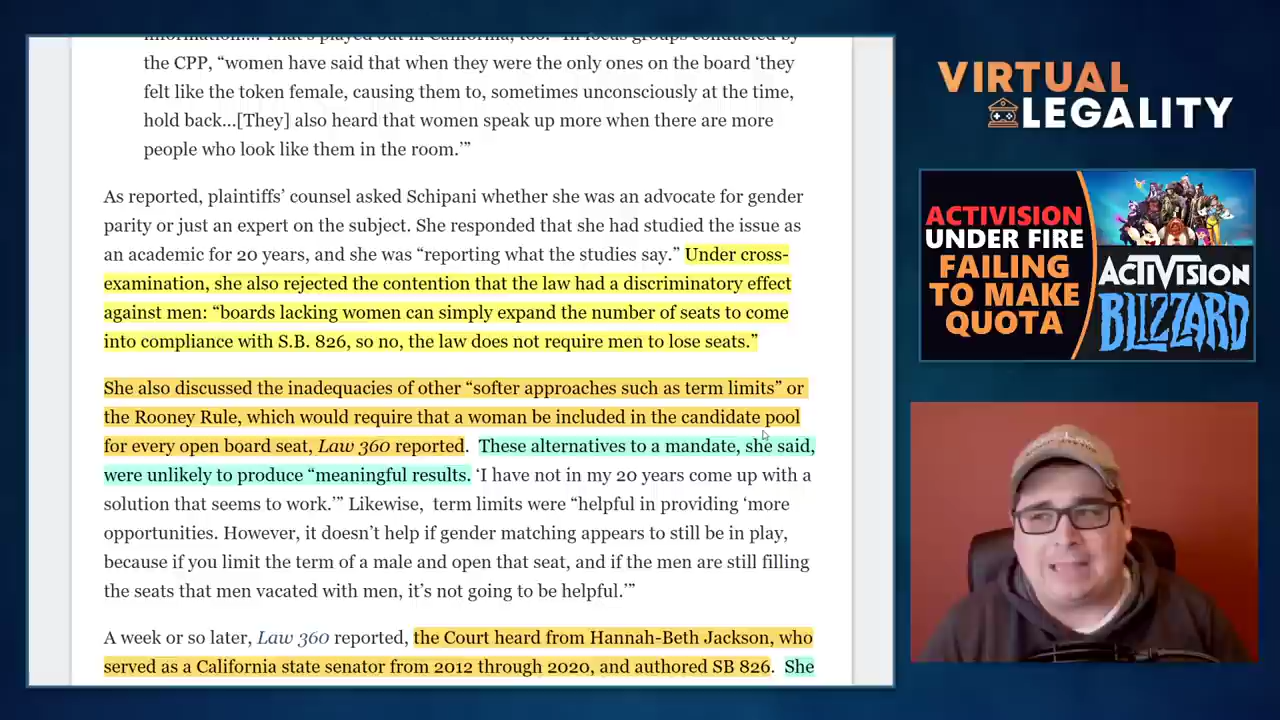 information.... That's played out in California, too: "In focus groups conducted by
the CPP, “women have said that when they were the only ones on the board ‘they
felt like the token female, causing them to, sometimes unconsciously at the time,
hold back...[They] also heard that women speak up more when there are more
people who look like them in the room.’”
As reported, plaintiffs’ counsel asked Schipani whether she was an advocate for gender
parity or just an expert on the subject. She responded that she had studied the issue as
an academic for 20 years, and she was “reporting what the studies say.” Under cross-
examination, she also rejected the contention that the law had a discriminatory effect
against men: “boards lacking women can simply expand the number of seats to come
into compliance with S.B. 826, so no, the law does not require men to lose seats.”
She also discussed the inadequacies of other “softer approaches such as term limits” or
the Rooney Rule, which would require that a woman be included in the candidate pool
for every open board seat, Law 360 reported. These alternatives to a mandate, she said,
were unlikely to produce “meaningful results. ‘I have not in my 20 years come up with a
solution that seems to work.’” Likewise, term limits were “helpful in providing ‘more
opportunities. However, it doesn’t help if gender matching appears to still be in play,
because if you limit the term of a male and open that seat, and if the men are still filling
the seats that men vacated with men, it’s not going to be helpful.’”
A week or so later, Law 360 reported, the Court heard from Hannah-Beth Jackson, who
served as a California state senator from 2012 through 2020, and authored SB 826. She
VIRTUAL
LEGALITY
ACTIVISION
UNDER FIRE
FAILING
TO MAKE
QUOTA
ACTIVISION
BLIZZARD